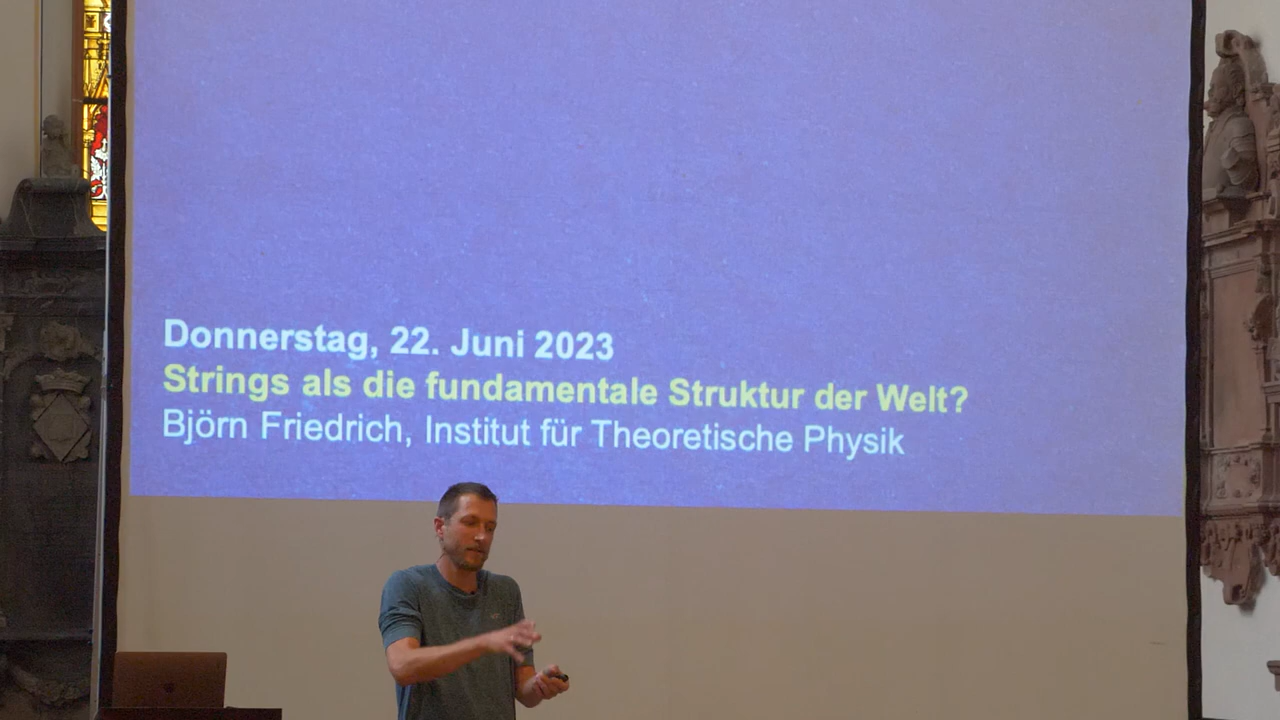 Donnerstag, 22. Juni 2023
Strings als die fundamentale Struktur der Welt?
Björn Friedrich, Institut für Theoretische Physik